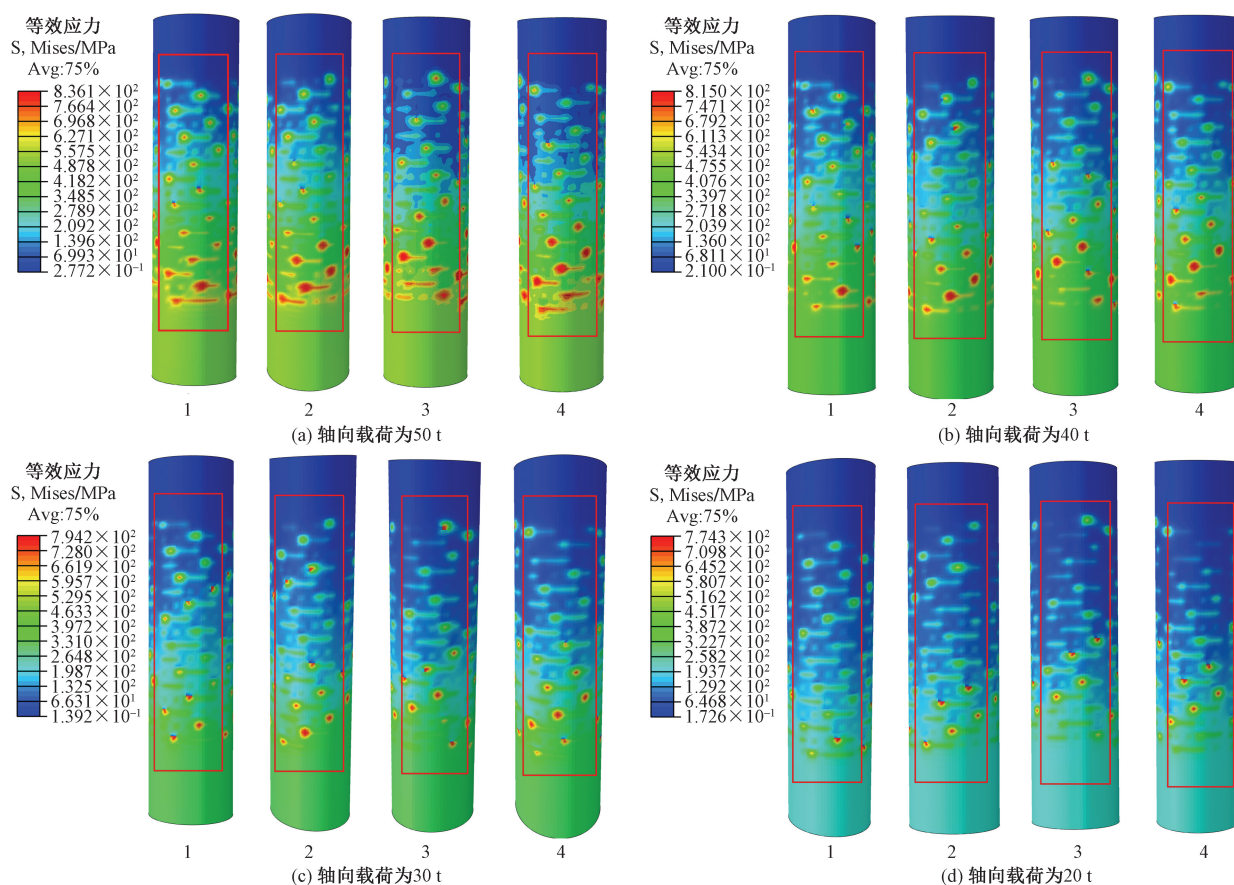 等效应力
S, Mises/MPa
Avg:75%
8.361×10²
7.664×10²
6.968×10²
6.271×10²
5.575×10²
4.878×10²
4.182×10²
3.485×10²
2.789×10²
2.092×10²
1.396×10²
6.993×10¹
2.772×10⁻¹
1 2 3 4
(a) 轴向载荷为50 t
等效应力
S, Mises/MPa
Avg:75%
8.150×10²
7.471×10²
6.792×10²
6.113×10²
5.434×10²
4.755×10²
4.076×10²
3.397×10²
2.718×10²
2.039×10²
1.360×10²
6.811×10¹
2.100×10⁻¹
1 2 3 4
(b) 轴向载荷为40 t
等效应力
S, Mises/MPa
Avg:75%
7.942×10²
7.280×10²
6.619×10²
5.957×10²
5.295×10²
4.633×10²
3.972×10²
3.310×10²
2.648×10²
1.987×10²
1.325×10²
6.631×10¹
1.392×10⁻¹
1 2 3 4
(c) 轴向载荷为30 t
等效应力
S, Mises/MPa
Avg:75%
7.743×10²
7.098×10²
6.452×10²
5.807×10²
5.162×10²
4.517×10²
3.872×10²
3.227×10²
2.582×10²
1.937×10²
1.292×10²
6.468×10¹
1.726×10⁻¹
1 2 3 4
(d) 轴向载荷为20 t